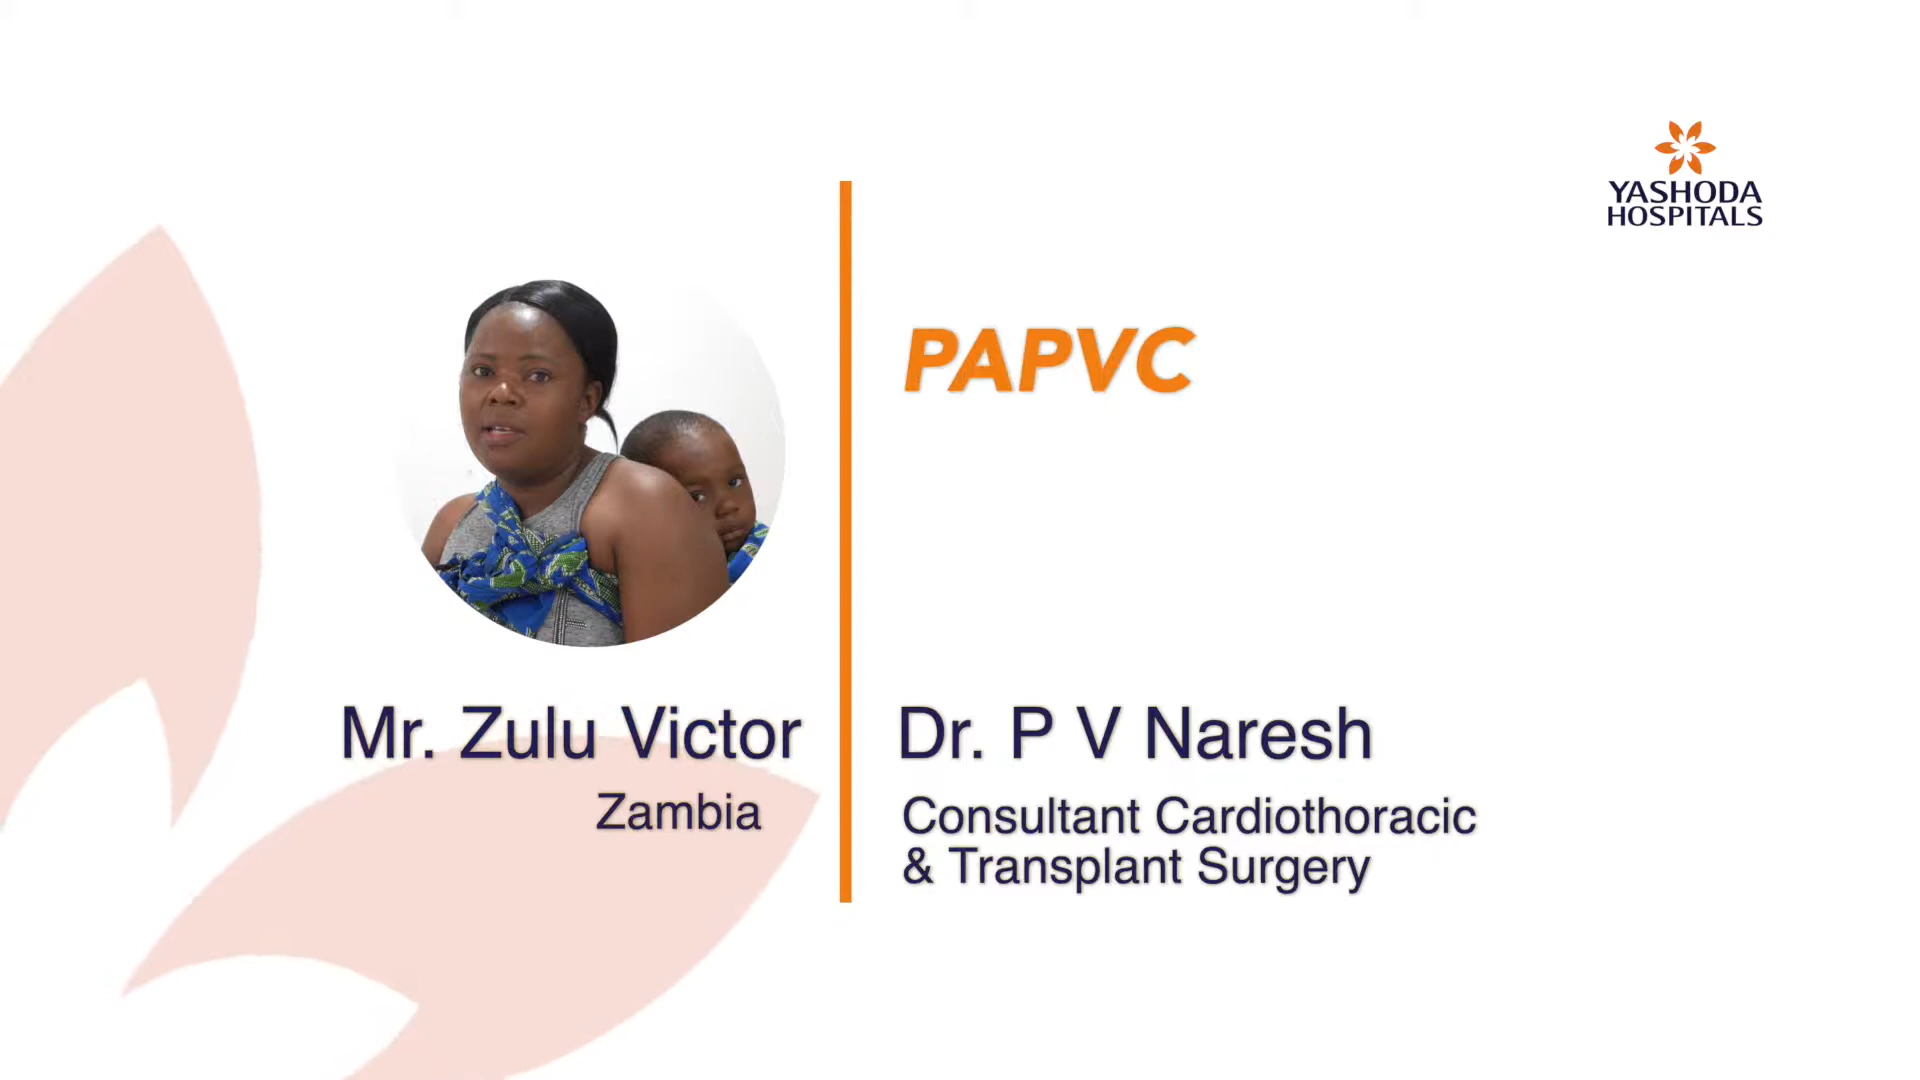 YASHODA
HOSPITALS
PAPVC
Mr. Zulu Victor
Zambia
Dr. P V Naresh
Consultant Cardiothoracic
& Transplant Surgery